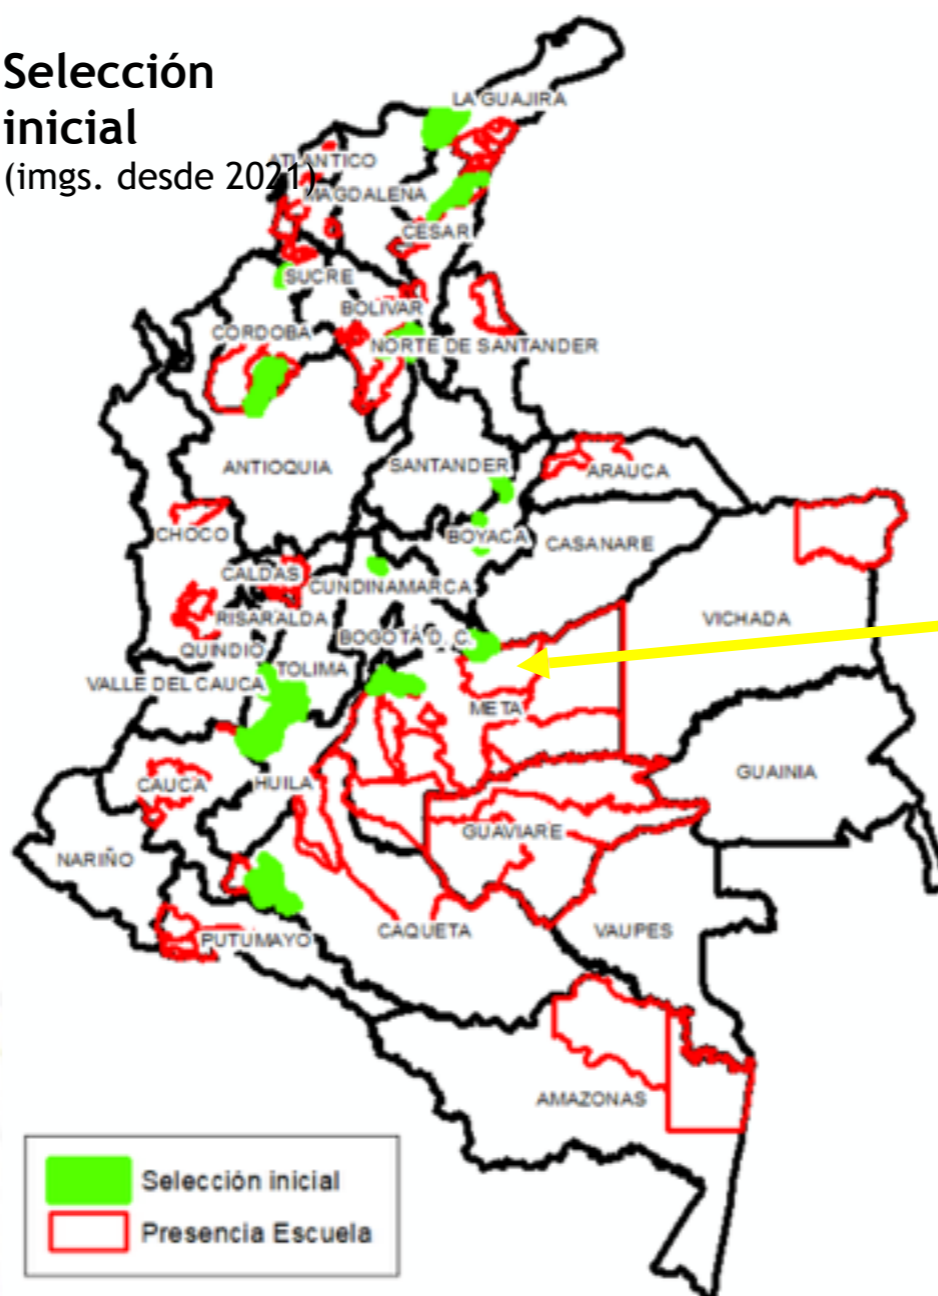 Selección
inicial
(imgs. desde 2021)
LA GUAJIRA
ATLANTICO
MAGDALENA
CESAR
SUCRE
BOLIVAR
CORDOBA
NORTE DE SANTANDER
ANTIOQUIA
SANTANDER
ARAUCA
CHOCO
BOYACA
CASANARE
CALDAS
CUNDINAMARCA
RISARALDA
VICHADA
BOGOTÁ D. C.
QUINDIO
TOLIMA
VALLE DEL CAUCA
META
CAUCA
HUILA
GUAINIA
GUAVIARE
NARIÑO
CAQUETA
VAUPES
PUTUMAYO
AMAZONAS
Selección inicial
Presencia Escuela